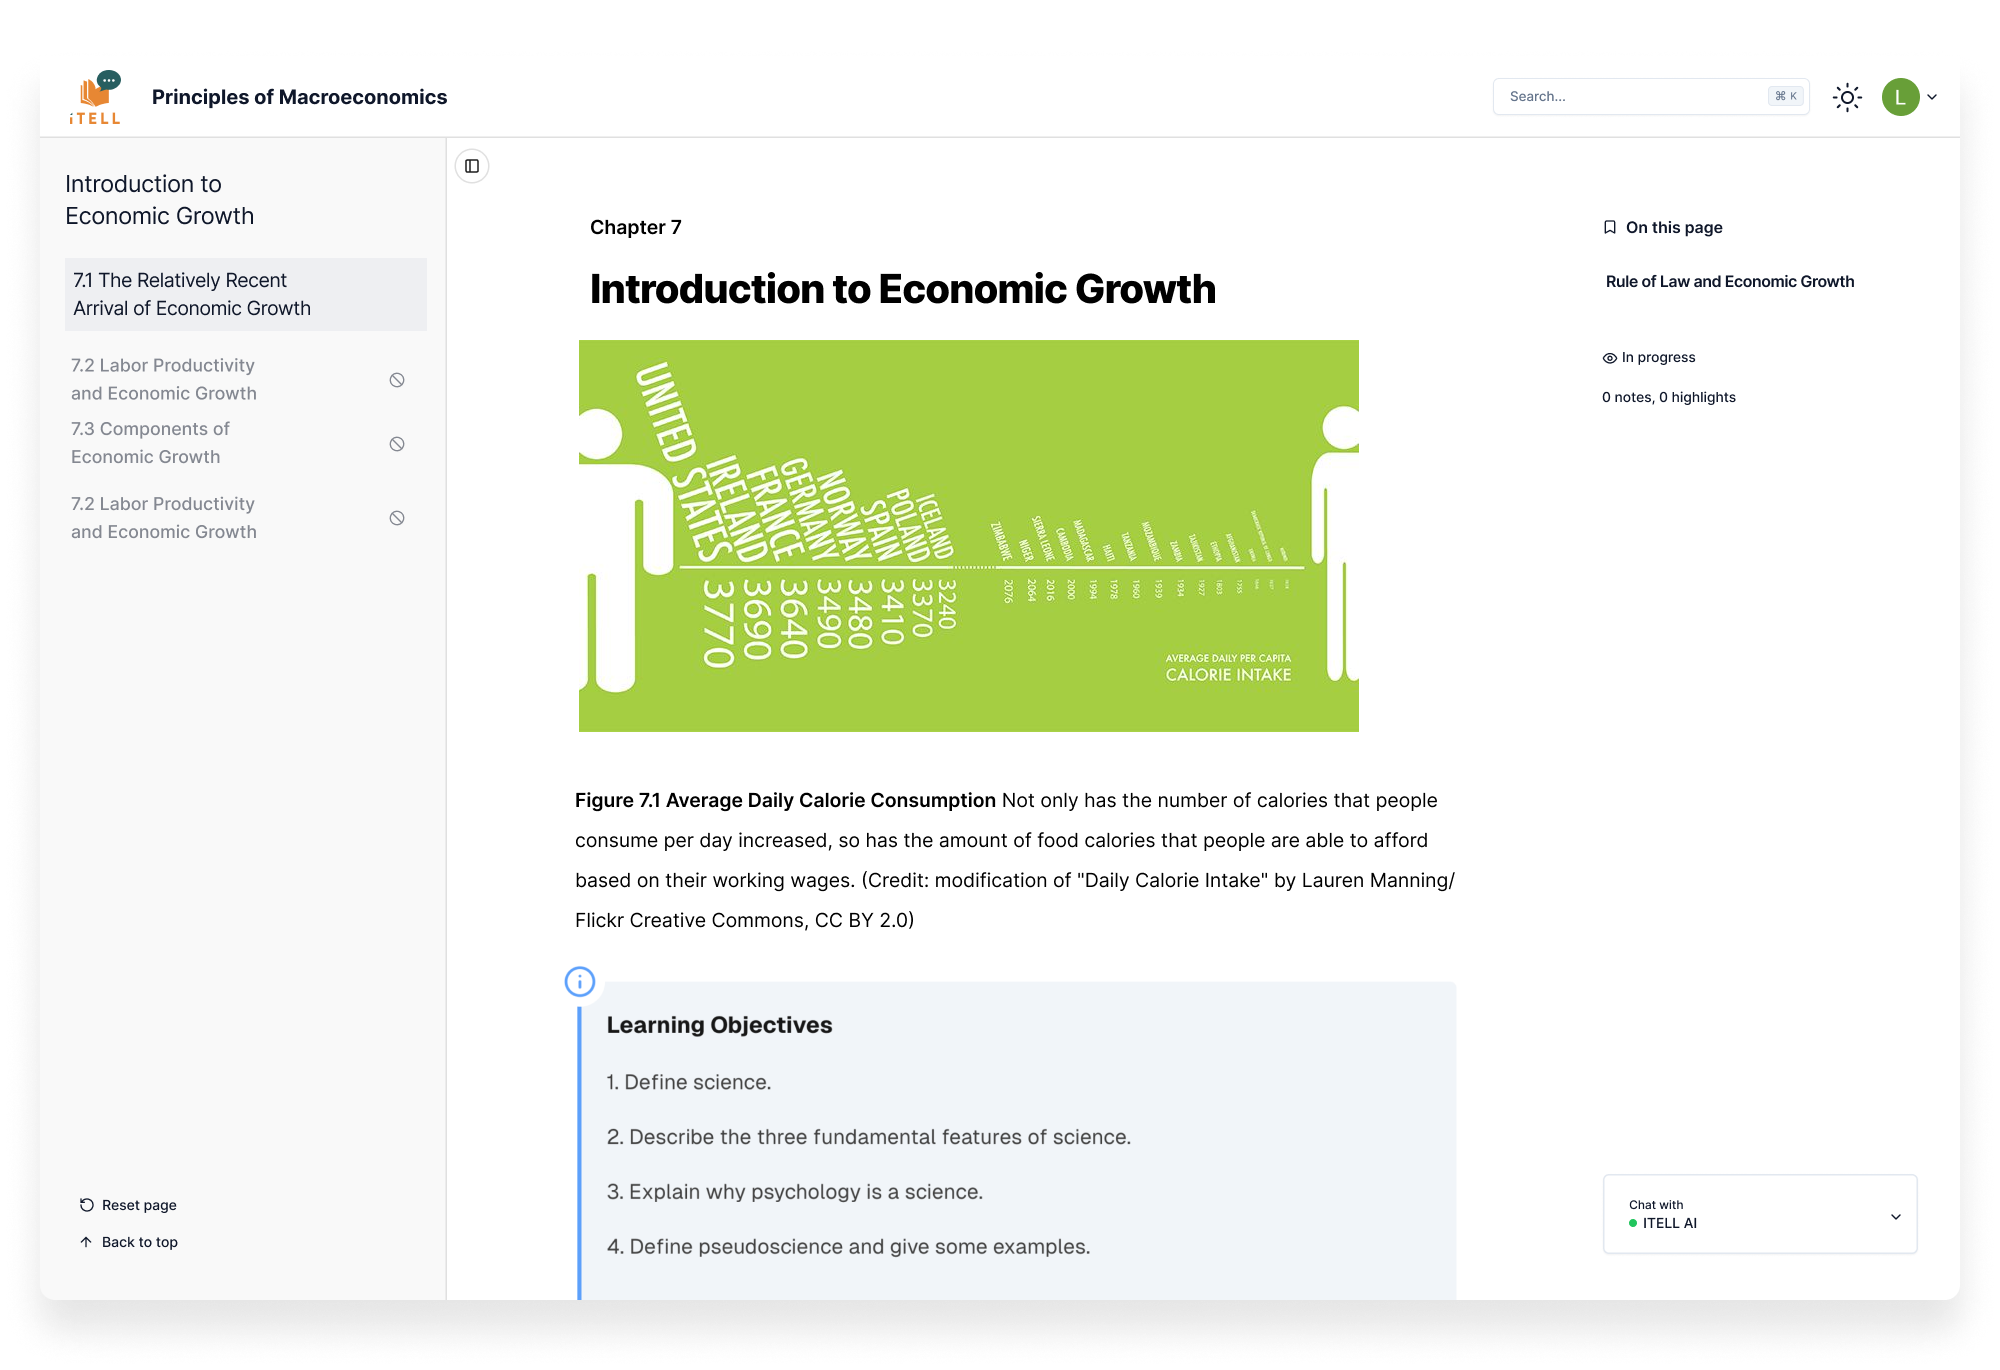 iTELL
Principles of Macroeconomics
Search...
⌘ K
L
Introduction to
Economic Growth
7.1 The Relatively Recent
Arrival of Economic Growth
7.2 Labor Productivity
and Economic Growth
7.3 Components of
Economic Growth
7.2 Labor Productivity
and Economic Growth
Reset page
Back to top
Chapter 7
Introduction to Economic Growth
UNITED STATES
IRELAND
FRANCE
GERMANY
NORWAY
SPAIN
POLAND
ICELAND
ZIMBABWE
NIGER
SIERRA LEONE
CAMBODIA
MADAGASCAR
HAITI
TANZANIA
MOZAMBIQUE
ZAMBIA
TAJIKISTAN
ETHIOPIA
AFGHANISTAN
3770
3690
3640
3490
3480
3410
3370
3240
2076
2064
2016
2000
1994
1978
1960
1939
1934
1927
1803
1755
AVERAGE DAILY PER CAPITA
CALORIE INTAKE
Figure 7.1 Average Daily Calorie Consumption Not only has the number of calories that people
consume per day increased, so has the amount of food calories that people are able to afford
based on their working wages. (Credit: modification of "Daily Calorie Intake" by Lauren Manning/
Flickr Creative Commons, CC BY 2.0)
Learning Objectives
1. Define science.
2. Describe the three fundamental features of science.
3. Explain why psychology is a science.
4. Define pseudoscience and give some examples.
On this page
Rule of Law and Economic Growth
In progress
0 notes, 0 highlights
Chat with
ITELL AI